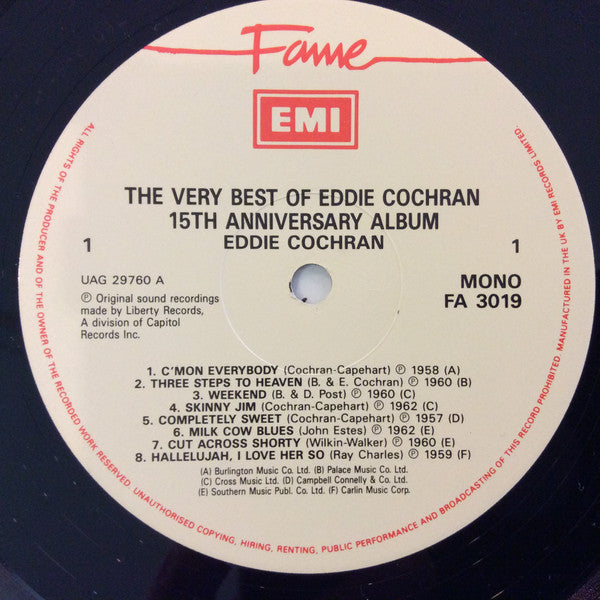 Fame
EMI
THE VERY BEST OF EDDIE COCHRAN
15TH ANNIVERSARY ALBUM
EDDIE COCHRAN
1
1
UAG 29760 A
℗ Original sound recordings
made by Liberty Records,
A division of Capitol
Records Inc.
MONO
FA 3019
1. C'MON EVERYBODY (Cochran-Capehart) ℗ 1958 (A)
2. THREE STEPS TO HEAVEN (B. & E. Cochran) ℗ 1960 (B)
3. WEEKEND (B. & D. Post) ℗ 1960 (C)
4. SKINNY JIM (Cochran-Capehart) ℗ 1962 (C)
5. COMPLETELY SWEET (Cochran-Capehart) ℗ 1957 (D)
6. MILK COW BLUES (John Estes) ℗ 1962 (E)
7. CUT ACROSS SHORTY (Wilkin-Walker) ℗ 1960 (E)
8. HALLELUJAH, I LOVE HER SO (Ray Charles) ℗ 1959 (F)
(A) Burlington Music Co. Ltd. (B) Palace Music Co. Ltd.
(C) Cross Music Ltd. (D) Campbell Connelly & Co. Ltd.
(E) Southern Music Publ. Co. Ltd. (F) Carlin Music Corp.
ALL RIGHTS OF THE PRODUCER AND OF THE OWNER OF THE RECORDED WORK RESERVED. UNAUTHORISED COPYING, HIRING, RENTING, PUBLIC PERFORMANCE AND BROADCASTING OF THIS RECORD PROHIBITED. MANUFACTURED IN THE UK BY EMI RECORDS LIMITED.